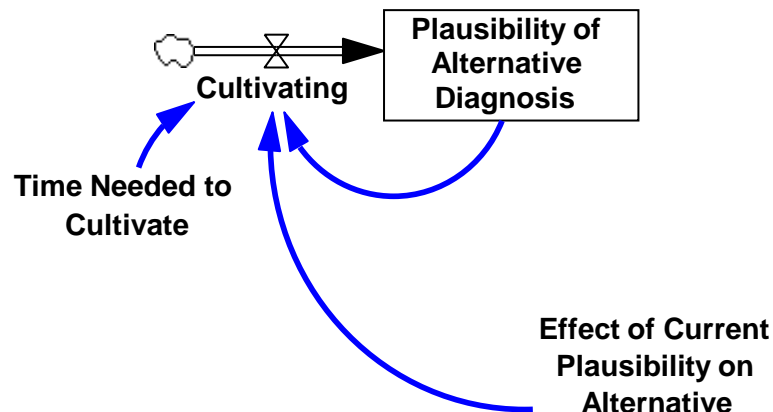 Plausibility of
Alternative
Diagnosis
Cultivating
Time Needed to
Cultivate
Effect of Current
Plausibility on
Alternative